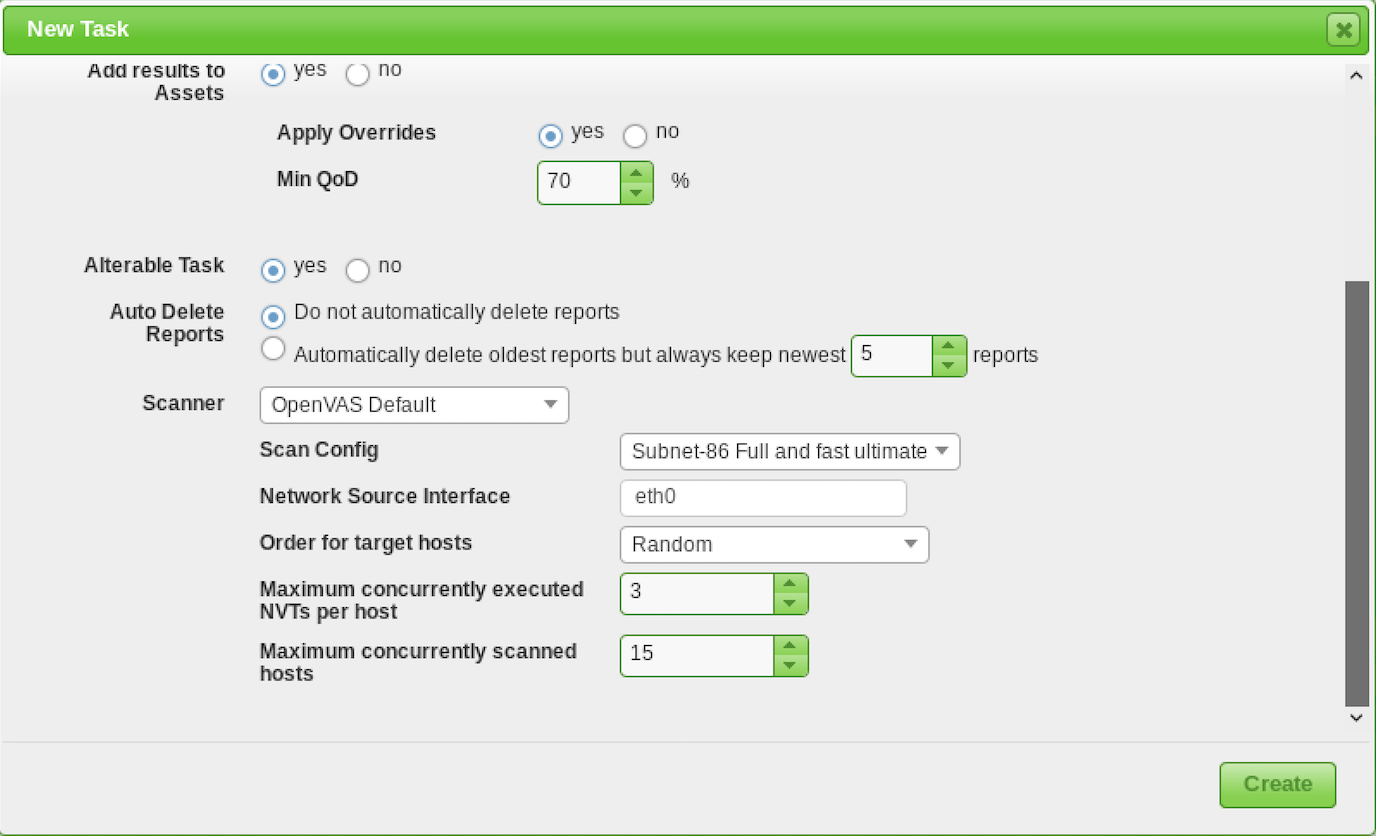 New Task
Add results to yes no
Assets
Apply Overrides yes no
Min QoD 70 %
Alterable Task yes no
Auto Delete Do not automatically delete reports
Reports
Automatically delete oldest reports but always keep newest 5 reports
Scanner OpenVAS Default
Scan Config Subnet-86 Full and fast ultimate
Network Source Interface eth0
Order for target hosts Random
Maximum concurrently executed 3
NVTs per host
Maximum concurrently scanned 15
hosts
Create